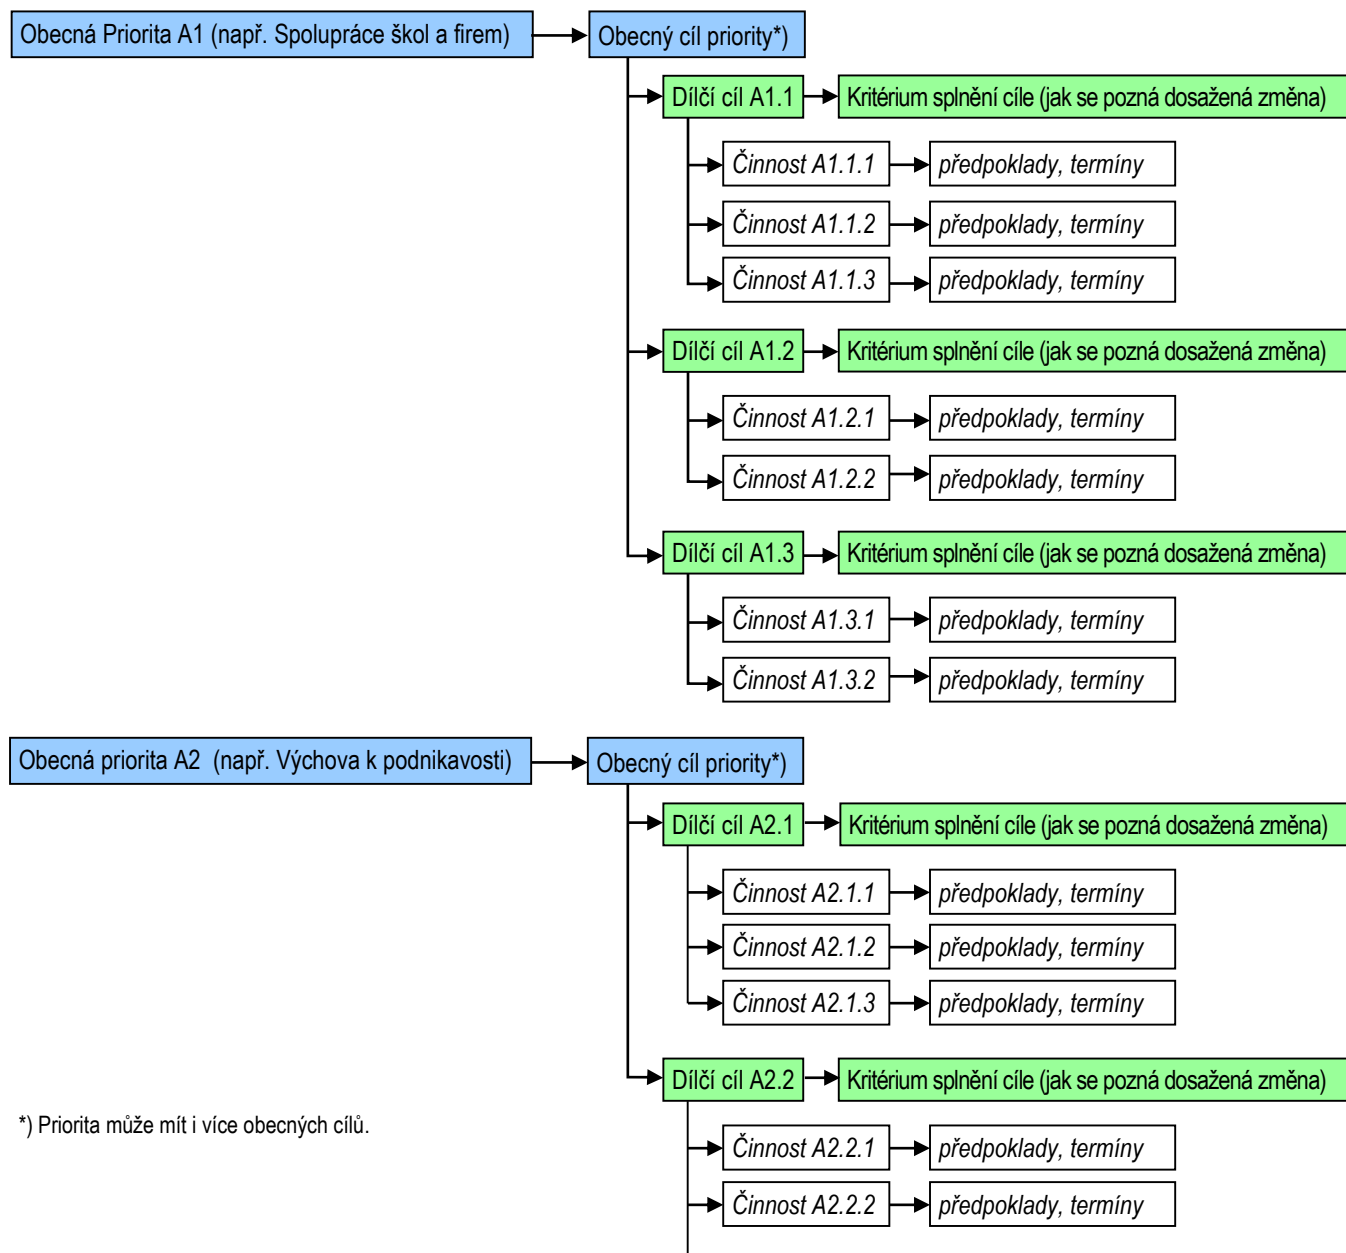 Obecná Priorita A1 (např. Spolupráce škol a firem)
Obecný cíl priority*)
Dílčí cíl A1.1
Kritérium splnění cíle (jak se pozná dosažená změna)
Činnost A1.1.1
předpoklady, termíny
Činnost A1.1.2
předpoklady, termíny
Činnost A1.1.3
předpoklady, termíny
Dílčí cíl A1.2
Kritérium splnění cíle (jak se pozná dosažená změna)
Činnost A1.2.1
předpoklady, termíny
Činnost A1.2.2
předpoklady, termíny
Dílčí cíl A1.3
Kritérium splnění cíle (jak se pozná dosažená změna)
Činnost A1.3.1
předpoklady, termíny
Činnost A1.3.2
předpoklady, termíny
Obecná priorita A2 (např. Výchova k podnikavosti)
Obecný cíl priority*)
Dílčí cíl A2.1
Kritérium splnění cíle (jak se pozná dosažená změna)
Činnost A2.1.1
předpoklady, termíny
Činnost A2.1.2
předpoklady, termíny
Činnost A2.1.3
předpoklady, termíny
Dílčí cíl A2.2
Kritérium splnění cíle (jak se pozná dosažená změna)
*) Priorita může mít i více obecných cílů.
Činnost A2.2.1
předpoklady, termíny
Činnost A2.2.2
předpoklady, termíny